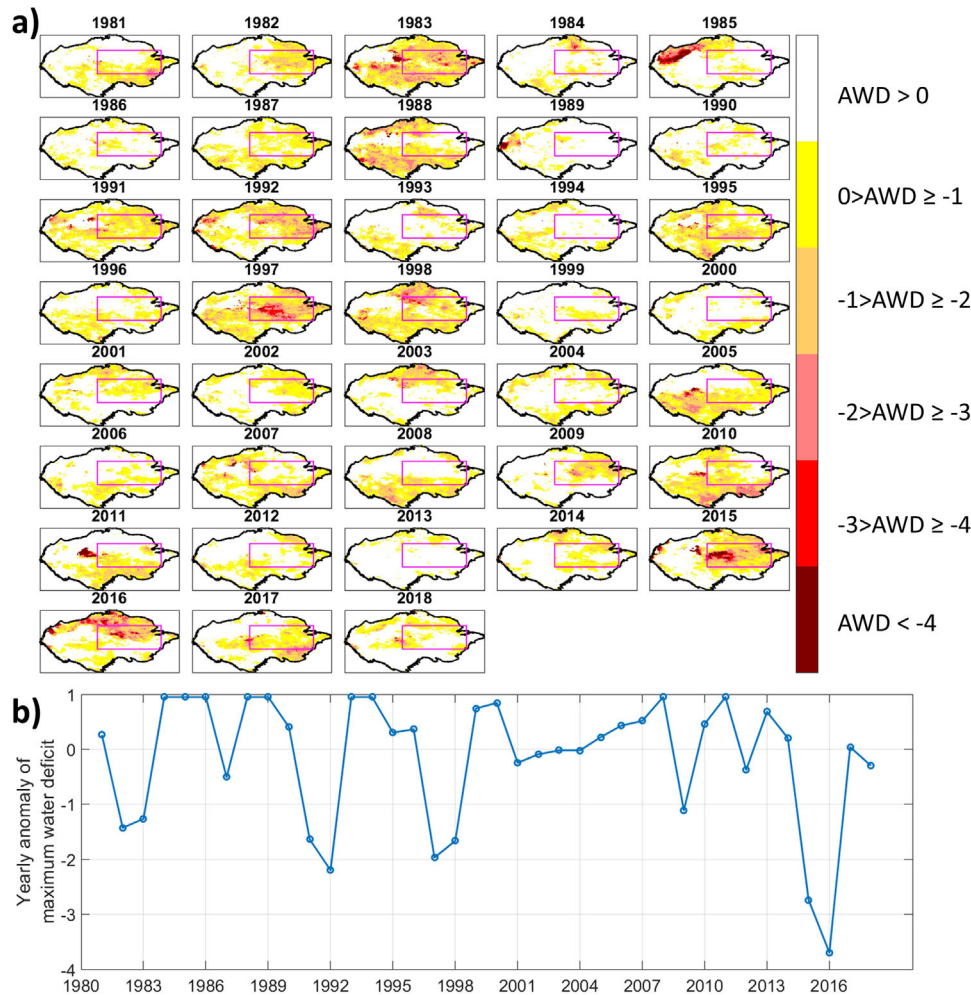 a)
1981 1982 1983 1984 1985
1986 1987 1988 1989 1990
1991 1992 1993 1994 1995
1996 1997 1998 1999 2000
2001 2002 2003 2004 2005
2006 2007 2008 2009 2010
2011 2012 2013 2014 2015
2016 2017 2018
AWD > 0
0>AWD ≥ -1
-1>AWD ≥ -2
-2>AWD ≥ -3
-3>AWD ≥ -4
AWD < -4
b)
Yearly anomaly of
maximum water deficit
1
0
-1
-2
-3
-4
1980 1983 1986 1989 1992 1995 1998 2001 2004 2007 2010 2013 2016